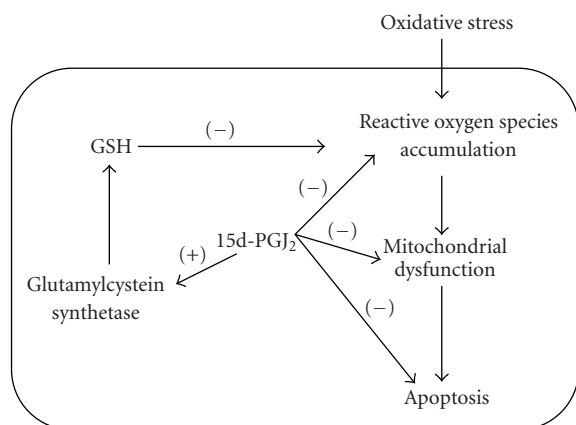 Oxidative stress
Reactive oxygen species
accumulation
GSH
(−)
(−)
(−)
15d-PGJ₂
(+)
Mitochondrial
dysfunction
Glutamylcystein
synthetase
(−)
Apoptosis